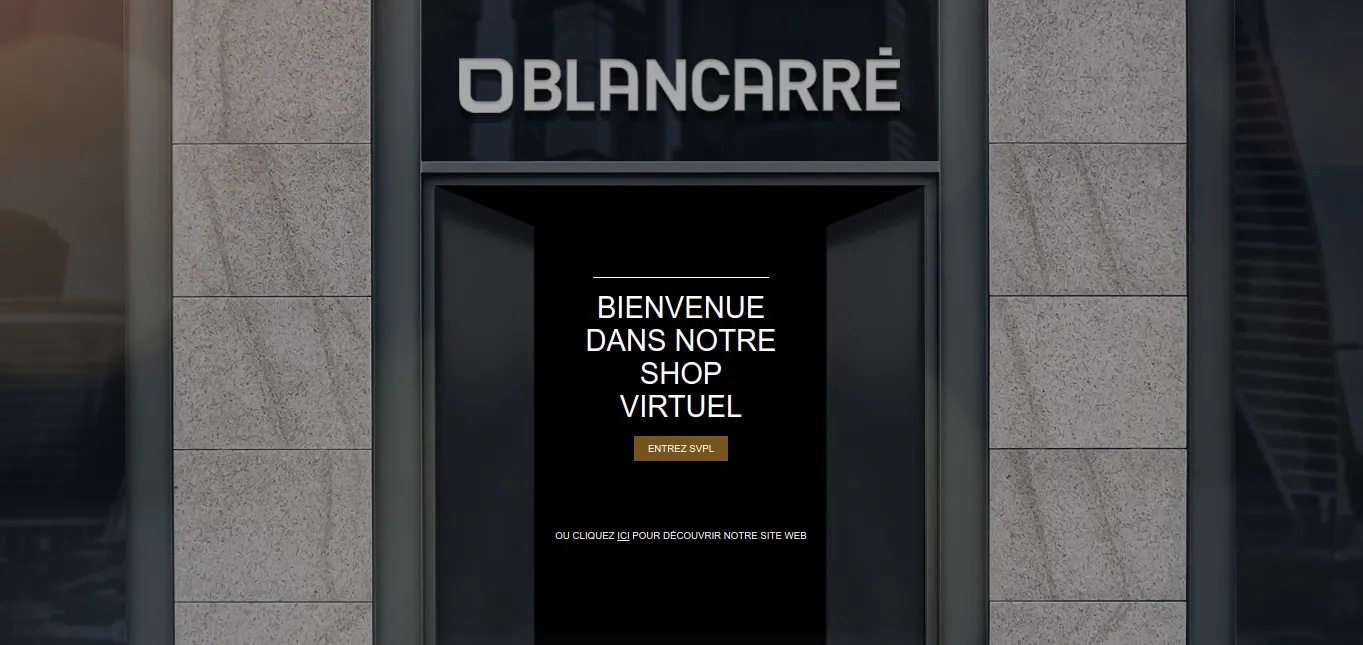 BLANCARRÉ
BIENVENUE
DANS NOTRE
SHOP
VIRTUEL
ENTREZ SVPL
OU CLIQUEZ ICI POUR DÉCOUVRIR NOTRE SITE WEB